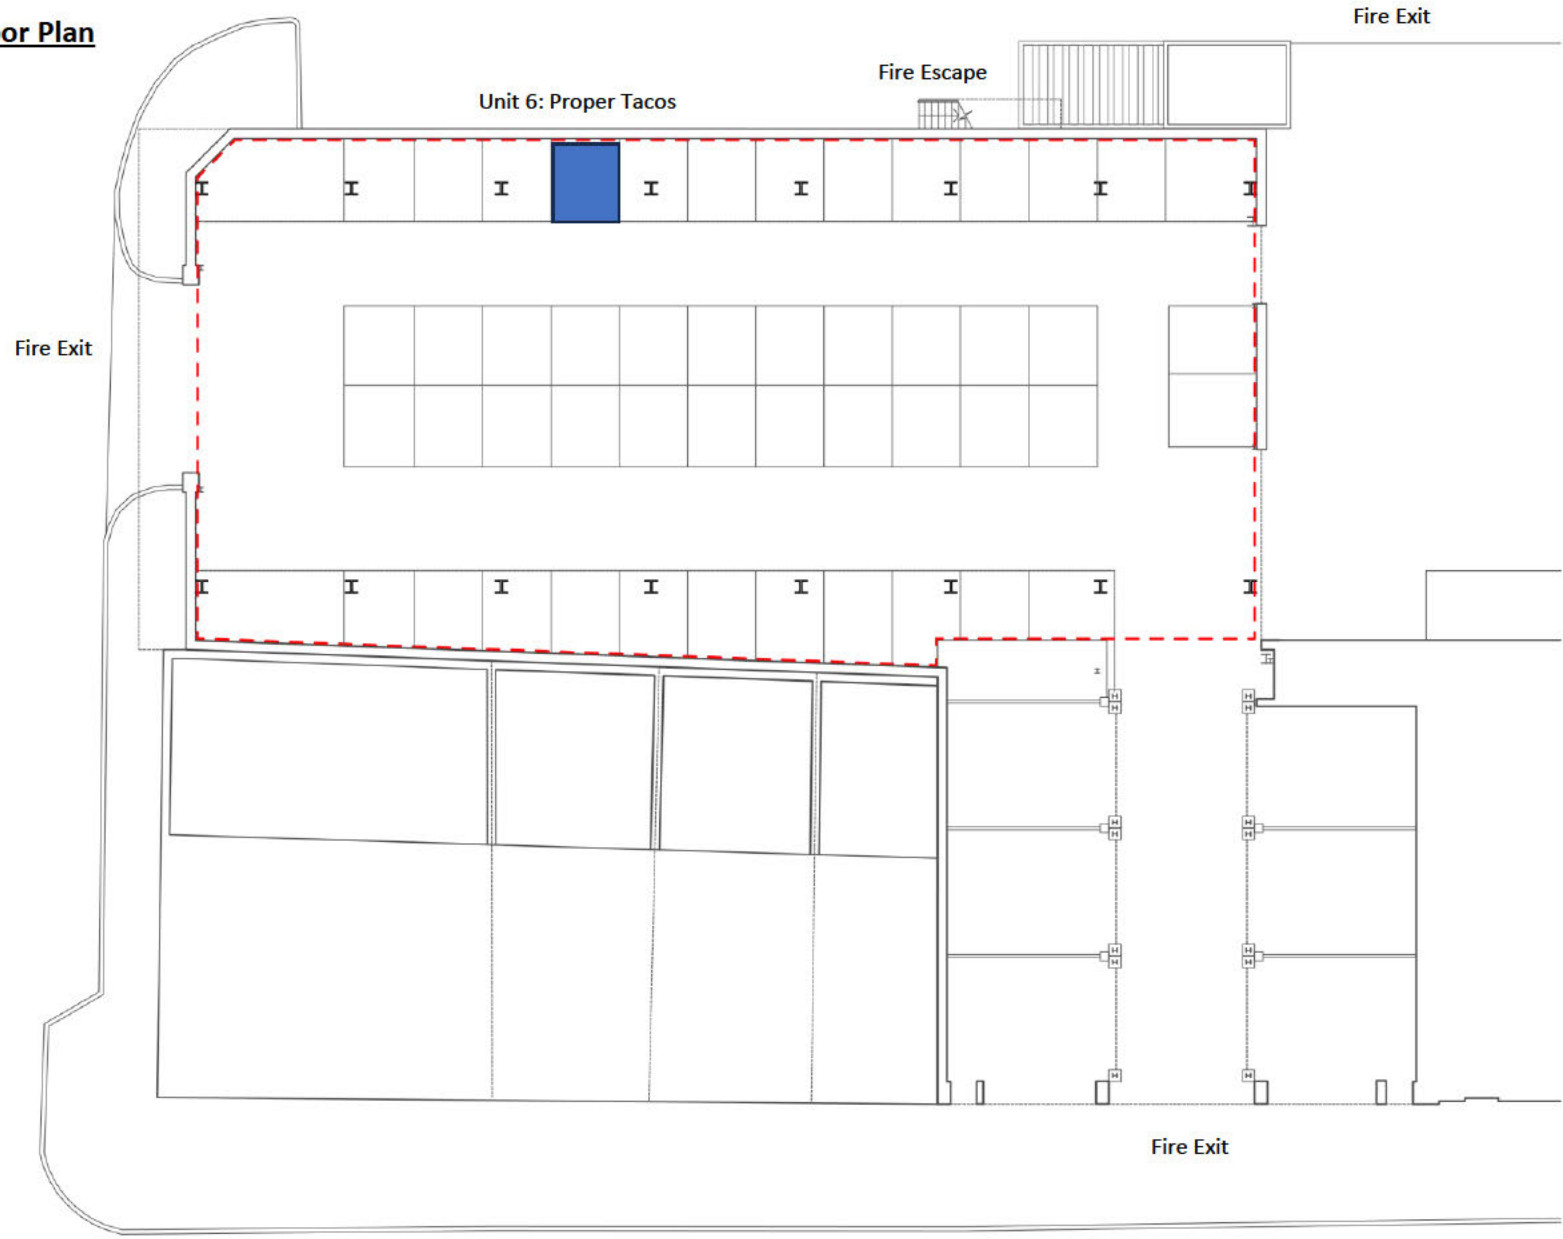 or Plan
Fire Exit
Fire Escape
Unit 6: Proper Tacos
Fire Exit
Fire Exit